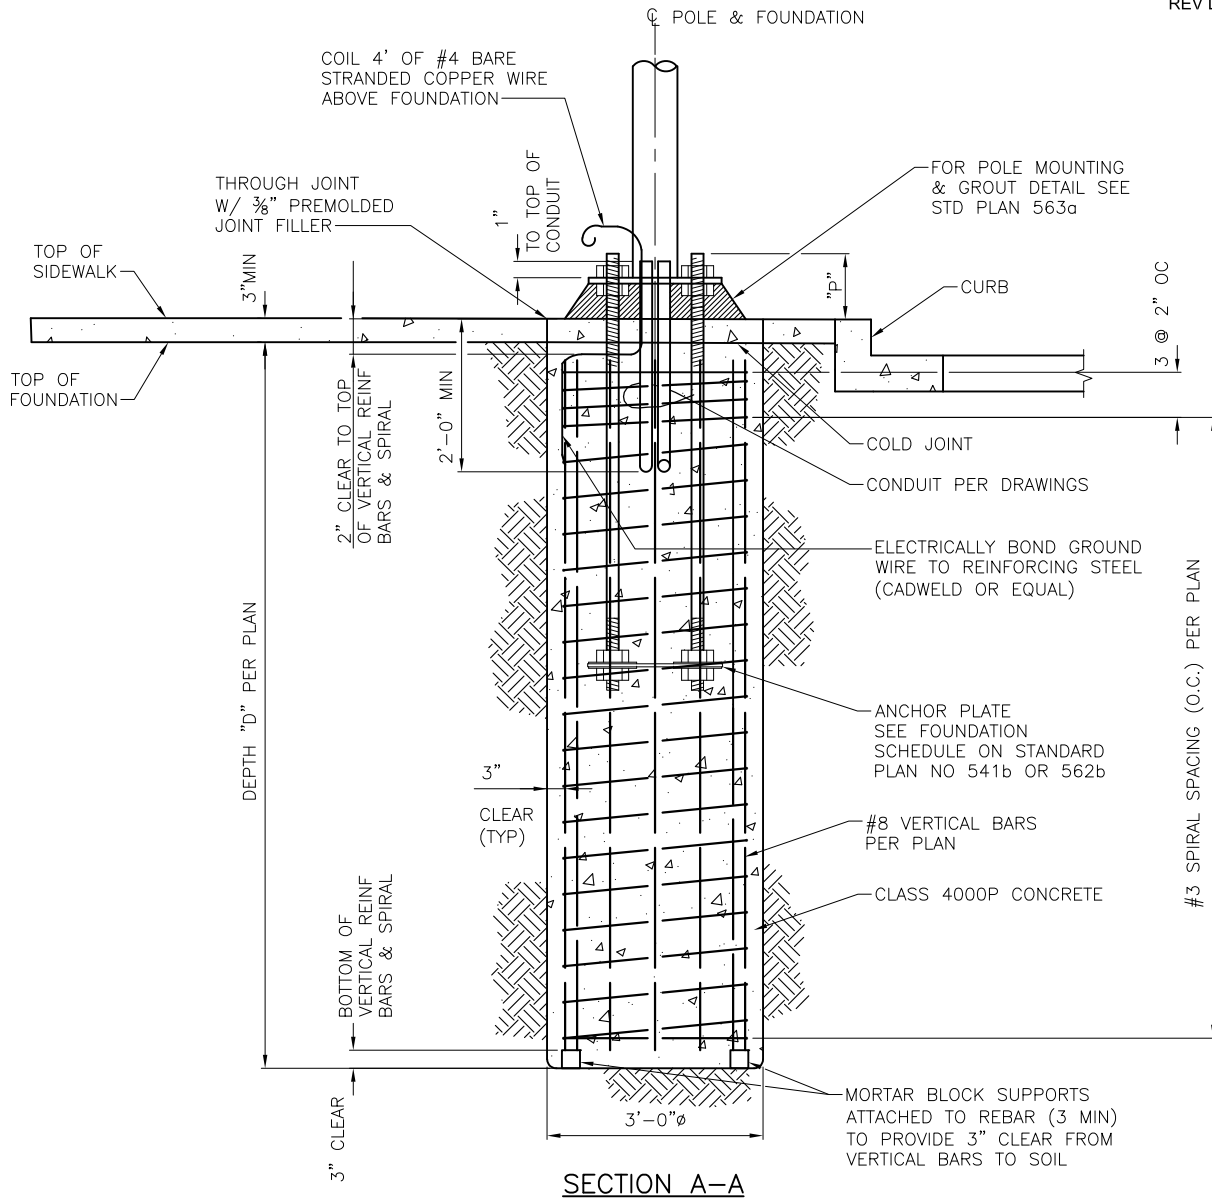 REV D
℄ POLE & FOUNDATION
COIL 4' OF #4 BARE
STRANDED COPPER WIRE
ABOVE FOUNDATION
1"
TO TOP OF
CONDUIT
FOR POLE MOUNTING
& GROUT DETAIL SEE
STD PLAN 563a
THROUGH JOINT
W/ ⅜" PREMOLDED
JOINT FILLER
TOP OF
SIDEWALK
3"MIN
"P"
CURB
3 @ 2" OC
TOP OF
FOUNDATION
2" CLEAR TO TOP
OF VERTICAL REINF
BARS & SPIRAL
2'-0" MIN
COLD JOINT
CONDUIT PER DRAWINGS
ELECTRICALLY BOND GROUND
WIRE TO REINFORCING STEEL
(CADWELD OR EQUAL)
DEPTH "D" PER PLAN
#3 SPIRAL SPACING (O.C.) PER PLAN
ANCHOR PLATE
SEE FOUNDATION
SCHEDULE ON STANDARD
PLAN NO 541b OR 562b
3"
CLEAR
(TYP)
#8 VERTICAL BARS
PER PLAN
CLASS 4000P CONCRETE
BOTTOM OF
VERTICAL REINF
BARS & SPIRAL
3" CLEAR
3'-0"ø
MORTAR BLOCK SUPPORTS
ATTACHED TO REBAR (3 MIN)
TO PROVIDE 3" CLEAR FROM
VERTICAL BARS TO SOIL
SECTION A-A